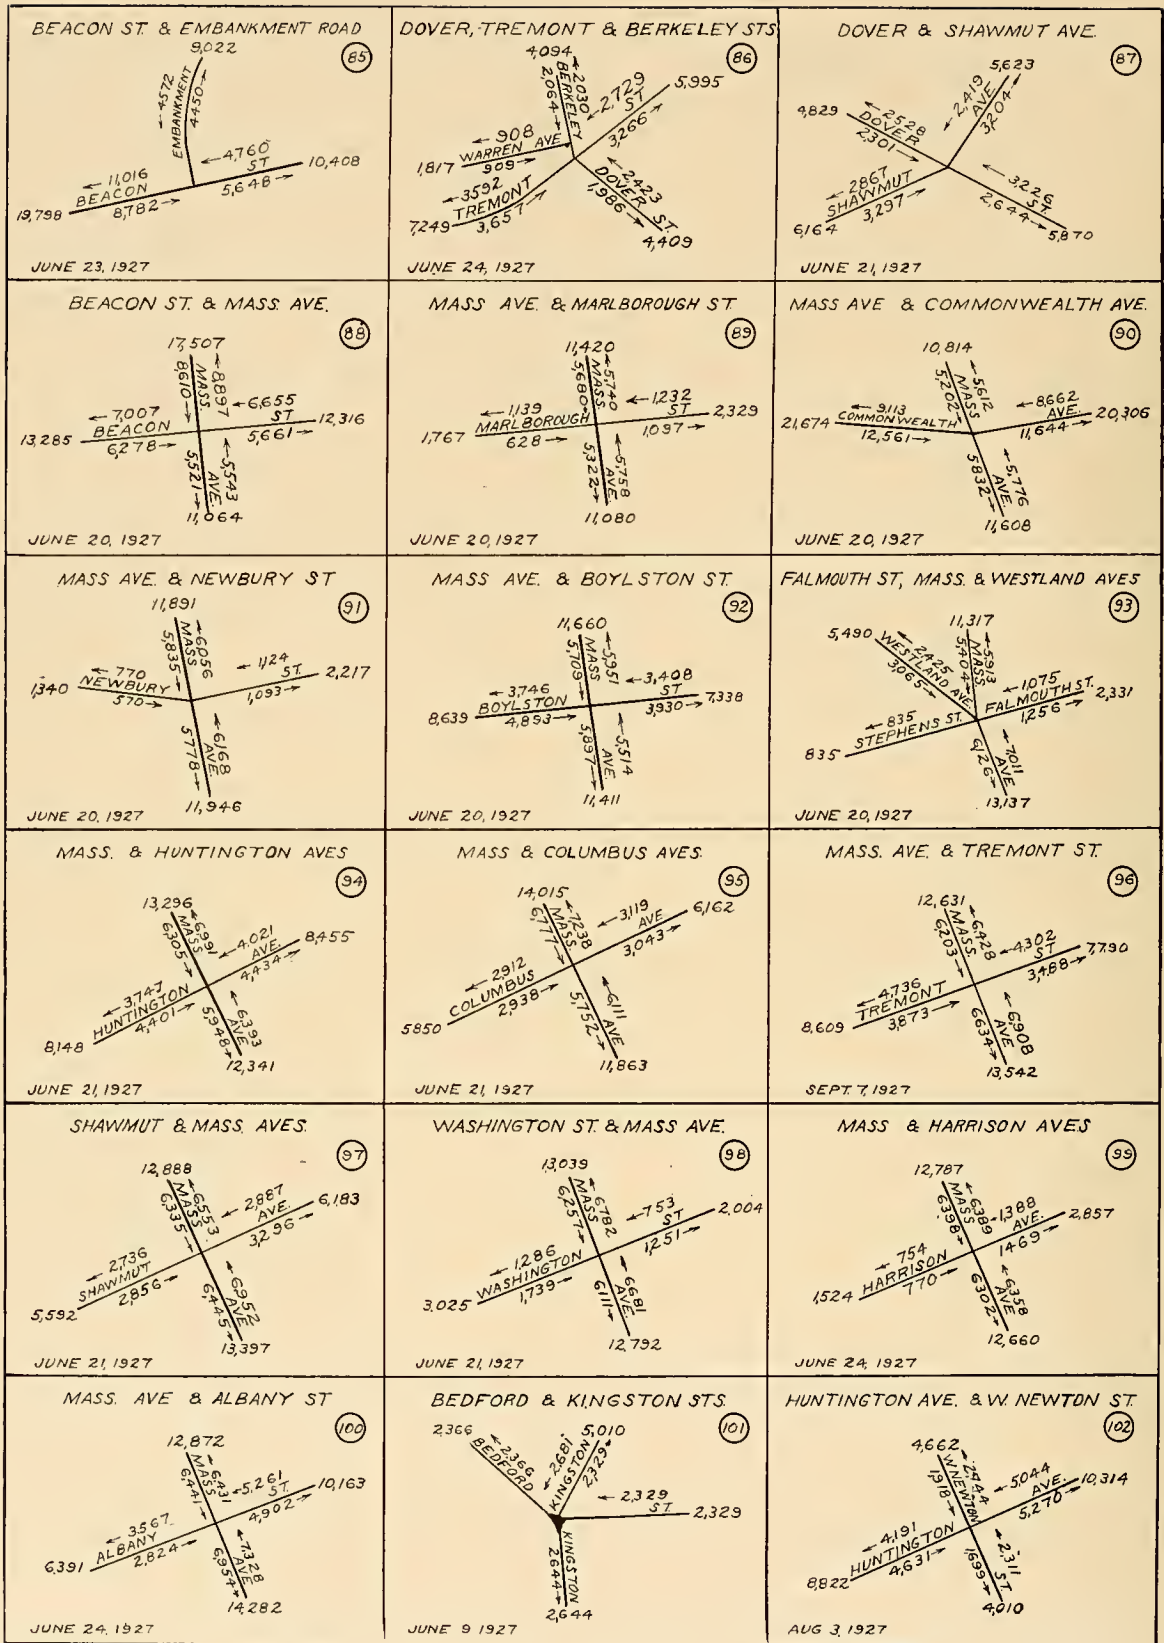 BEACON ST. & EMBANKMENT ROAD
85
9,022
4572
EMBANKMENT
4450
4,760
ST
10,408
5,648
11,016
BEACON
8,782
19,798
JUNE 23, 1927
DOVER, TREMONT & BERKELEY STS
86
4,094
2030
BERKELEY
2,064
2,729
ST
3,266
5,995
908
WARREN AVE
909
1,817
3592
TREMONT
3,657
7,249
2,423
DOVER ST.
1,986
4,409
JUNE 24, 1927
DOVER & SHAWMUT AVE.
87
5,623
2,419
AVE
3,204
4,829
2528
DOVER
2,301
2867
SHAWMUT
3,297
6,164
3,226
ST.
2,644
5,870
JUNE 21, 1927
BEACON ST. & MASS. AVE.
88
17,507
8,897
MASS
8,610
6,655
ST
12,316
5,661
7,007
BEACON
6,278
13,285
5,543
AVE.
5,521
11,064
JUNE 20, 1927
MASS AVE. & MARLBOROUGH ST
89
11,420
5,740
MASS
5,680
1,232
ST
2,329
1,097
1,139
MARLBOROUGH
628
1,767
5,758
AVE.
5,322
11,080
JUNE 20, 1927
MASS AVE & COMMONWEALTH AVE.
90
10,814
5,612
MASS
5,202
8,662
AVE.
20,306
11,644
9,113
COMMONWEALTH
12,561
21,674
5,776
AVE.
5832
11,608
JUNE 20, 1927
MASS AVE. & NEWBURY ST
91
11,891
6,056
MASS
5,835
1,124
ST.
2,217
1,093
770
NEWBURY
570
1,340
6,168
AVE.
5,778
11,946
JUNE 20, 1927
MASS AVE. & BOYLSTON ST.
92
11,660
5,951
MASS
5,709
3,408
ST
7,338
3,930
3,746
BOYLSTON
4,893
8,639
5,514
AVE.
5,897
11,411
JUNE 20, 1927
FALMOUTH ST, MASS. & WESTLAND AVES
93
11,317
5,913
MASS
5,404
5,490
2,425
WESTLAND AVE.
3,065
1,075
FALMOUTH ST.
2,331
1,256
835
STEPHENS ST.
835
7,011
AVE
6,126
13,137
JUNE 20, 1927
MASS. & HUNTINGTON AVES
94
13,296
6,991
MASS
6,305
4,021
AVE.
8,455
4,434
3,747
HUNTINGTON
4,401
8,148
6,393
AVE
5,948
12,341
JUNE 21, 1927
MASS & COLUMBUS AVES.
95
14,015
7,238
MASS.
6,777
3,119
AVE
6,162
3,043
2,912
COLUMBUS
2,938
5850
6,111
AVE
5,752
11,863
JUNE 21, 1927
MASS. AVE. & TREMONT ST.
96
12,631
6,428
MASS.
6,203
4,302
ST
7,790
3,488
4,736
TREMONT
3,873
8,609
6,908
AVE
6634
13,542
SEPT. 7, 1927
SHAWMUT & MASS. AVES.
97
12,888
6,553
MASS
6,335
2,887
AVE.
6,183
3,296
2,736
SHAWMUT
2,856
5,592
6,952
AVE
6,445
13,397
JUNE 21, 1927
WASHINGTON ST. & MASS AVE.
98
13,039
6,782
MASS
6,257
753
ST
2,004
1,251
1,286
WASHINGTON
1,739
3,025
6,681
AVE.
6,111
12,792
JUNE 21, 1927
MASS & HARRISON AVES
99
12,787
6,389
MASS
6,398
1,388
AVE.
2,857
1469
754
HARRISON
770
1,524
6,358
AVE
6302
12,660
JUNE 24, 1927
MASS. AVE & ALBANY ST
100
12,872
6,431
MASS
6,441
5,261
ST.
10,163
4,902
3,567
ALBANY
2,824
6,391
7,328
AVE
6,954
14,282
JUNE 24, 1927
BEDFORD & KINGSTON STS.
101
2,366
2,366
BEDFORD
5,010
2,681
KINGSTON
2,329
2,329
ST.
2,329
KINGSTON
2644
2,644
JUNE 9 1927
HUNTINGTON AVE. & W. NEWTON ST.
102
4,662
2,744
W. NEWTON
1,918
5,044
AVE.
10,314
5,270
4,191
HUNTINGTON
4,631
8,822
2,311
ST.
1,699
4,010
AUG 3, 1927